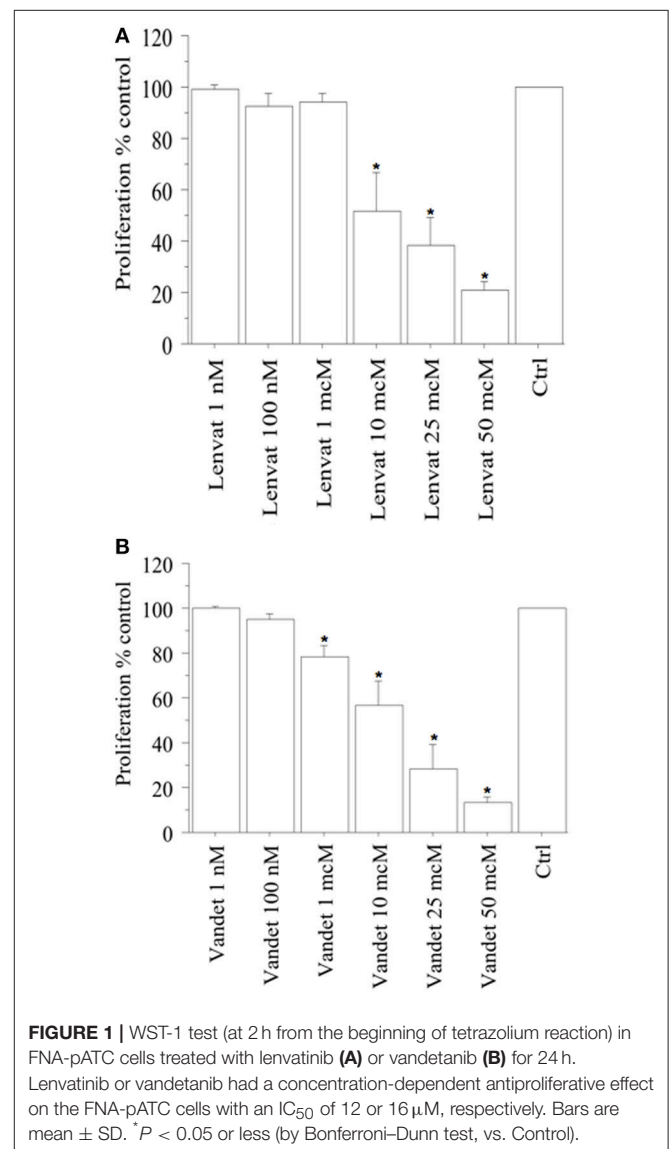 A
120
100
80
60
40
20
0
Proliferation % control
*
*
*
Lenvat 1 nM
Lenvat 100 nM
Lenvat 1 mcM
Lenvat 10 mcM
Lenvat 25 mcM
Lenvat 50 mcM
Ctrl
B
120
100
80
60
40
20
0
Proliferation % control
*
*
*
*
Vandet 1 nM
Vandet 100 nM
Vandet 1 mcM
Vandet 10 mcM
Vandet 25 mcM
Vandet 50 mcM
Ctrl
FIGURE 1 | WST-1 test (at 2 h from the beginning of tetrazolium reaction) in
FNA-pATC cells treated with lenvatinib (A) or vandetanib (B) for 24 h.
Lenvatinib or vandetanib had a concentration-dependent antiproliferative effect
on the FNA-pATC cells with an IC50 of 12 or 16 μM, respectively. Bars are
mean ± SD. *P < 0.05 or less (by Bonferroni–Dunn test, vs. Control).